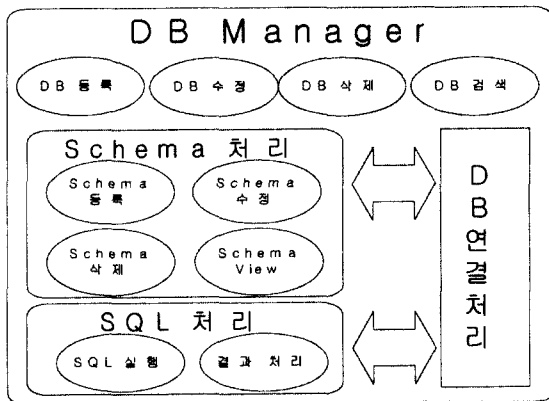 DB Manager
DB 등록
DB 수정
DB 삭제
DB 검색
Schema 처리
Schema
등록
Schema
수정
Schema
삭제
Schema
View
SQL 처리
SQL 실행
결과 처리
DB연결처리